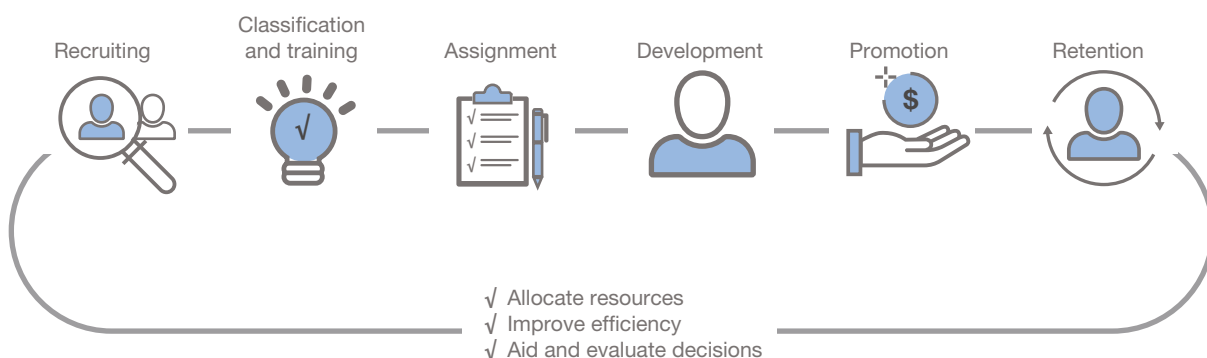 Recruiting
Classification
and training
Assignment
Development
Promotion
Retention
√
√
√
√
$
√ Allocate resources
√ Improve efficiency
√ Aid and evaluate decisions